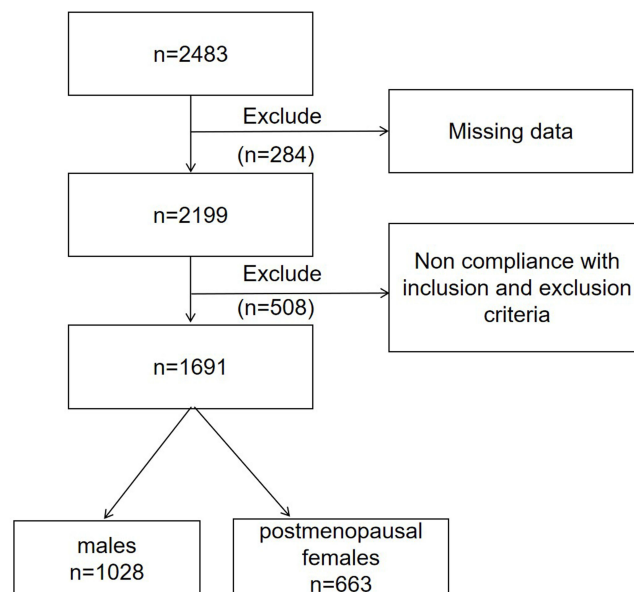 n=2483
Exclude
(n=284)
Missing data
n=2199
Exclude
(n=508)
Non compliance with
inclusion and exclusion
criteria
n=1691
males
n=1028
postmenopausal
females
n=663